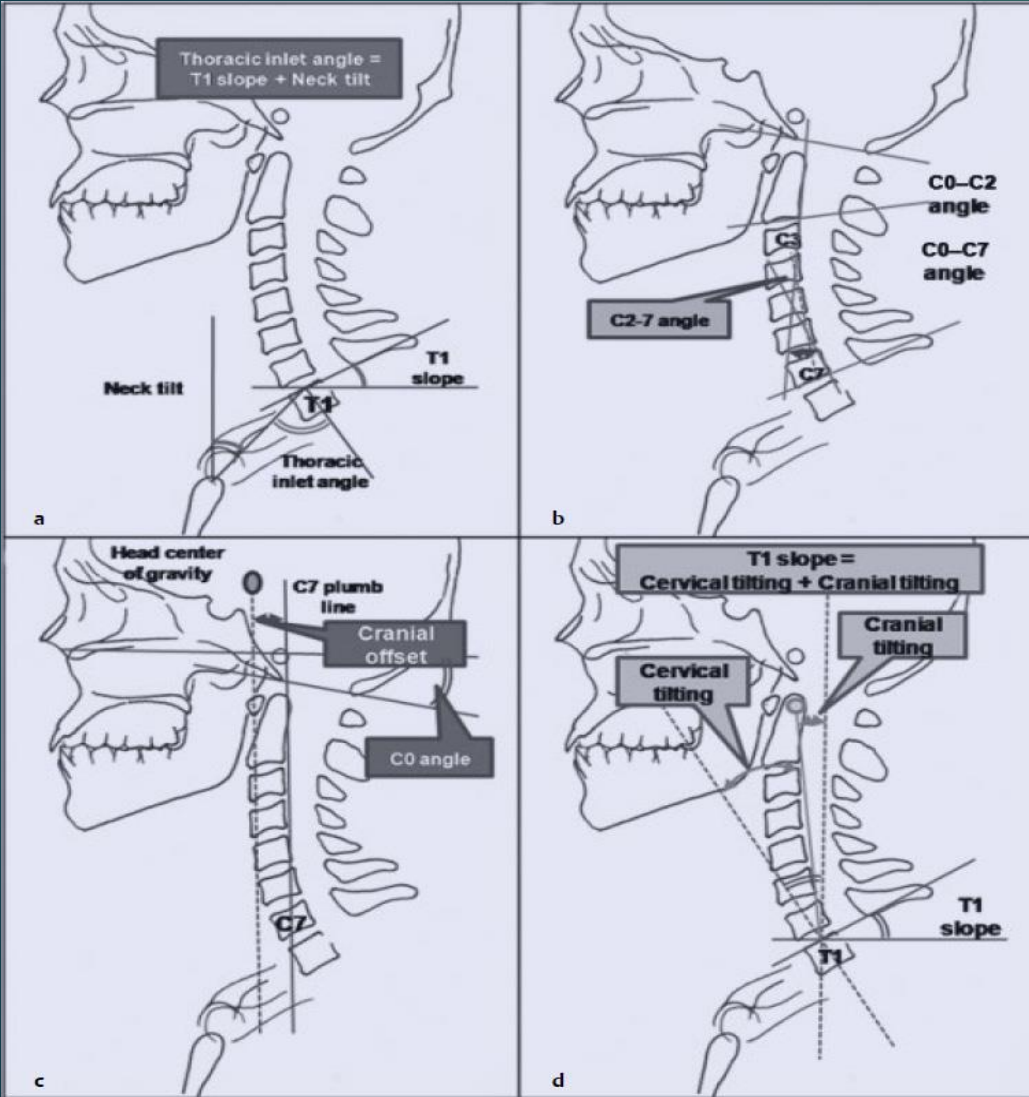 Thoracic inlet angle =
T1 slope + Neck tilt
Neck tilt
T1
slope
T1
Thoracic
inlet angle
a
C0–C2
angle
C3
C0–C7
angle
C2-7 angle
C7
b
Head center
of gravity
C7 plumb
line
Cranial
offset
C0 angle
C7
c
T1 slope =
Cervical tilting + Cranial tilting
Cranial
tilting
Cervical
tilting
T1
slope
T1
d